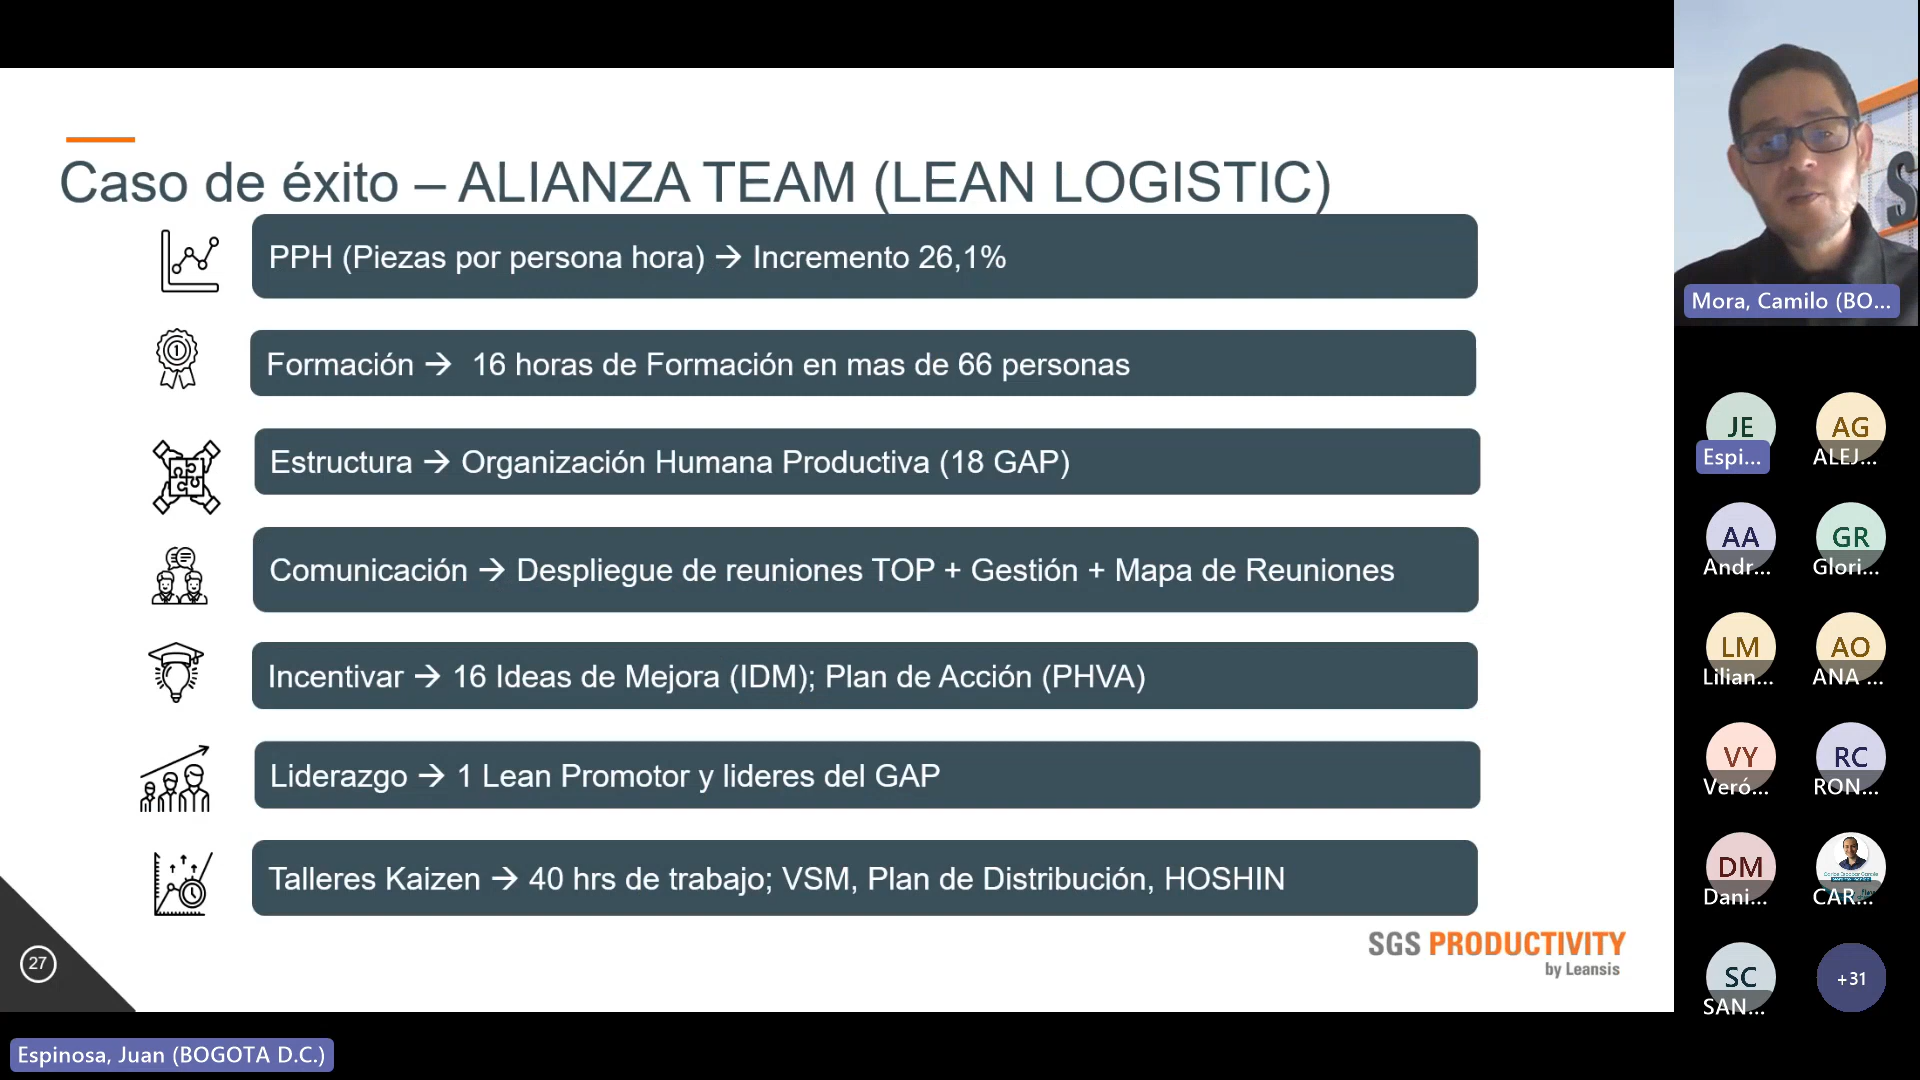 Caso de éxito – ALIANZA TEAM (LEAN LOGISTIC)
PPH (Piezas por persona hora) → Incremento 26,1%
1
Formación → 16 horas de Formación en mas de 66 personas
Estructura → Organización Humana Productiva (18 GAP)
Comunicación → Despliegue de reuniones TOP + Gestión + Mapa de Reuniones
Incentivar → 16 Ideas de Mejora (IDM); Plan de Acción (PHVA)
Liderazgo → 1 Lean Promotor y lideres del GAP
Talleres Kaizen → 40 hrs de trabajo; VSM, Plan de Distribución, HOSHIN
SGS PRODUCTIVITY
by Leansis
27
Espinosa, Juan (BOGOTA D.C.)
S
Mora, Camilo (BO...
JE
Espi...
AG
ALEJ...
AA
Andr...
GR
Glori...
LM
Lilian...
AO
ANA ...
VY
Veró...
RC
RON...
DM
Dani...
CAR...
SC
SAN...
+31